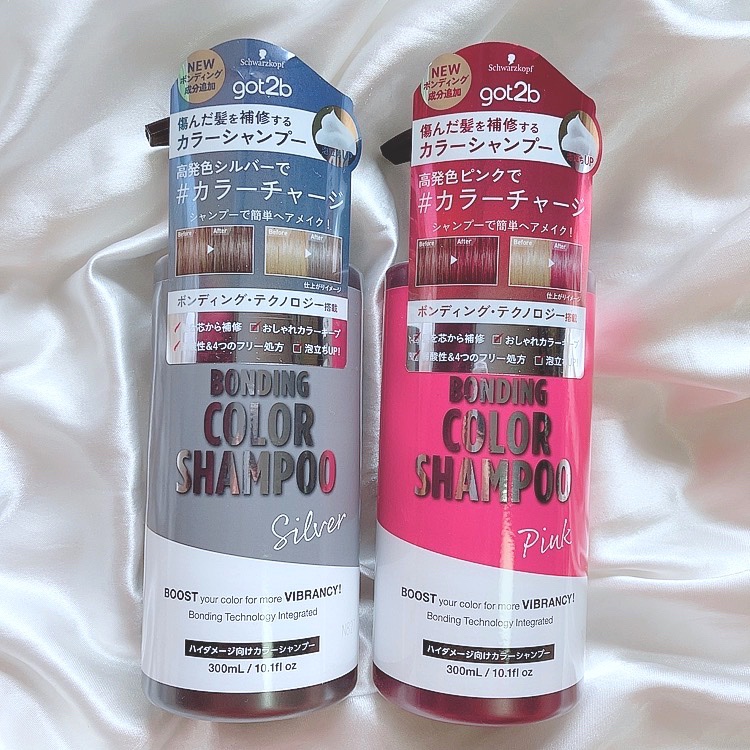 NEW
ボンディング
成分追加
Schwarzkopf
got2b
傷んだ髪を補修する
カラーシャンプー
高発色シルバーで
#カラーチャージ
シャンプーで簡単ヘアメイク！
Before
After
Before
After
仕上がりイメージ
ボンディング・テクノロジー搭載
芯から補修
おしゃれカラーキープ
性&4つのフリー処方
泡立ちUP!
BONDING
COLOR
SHAMPOO
Silver
BOOST your color for more VIBRANCY!
Bonding Technology Integrated
ハイダメージ向けカラーシャンプー
300mL / 10.1fl oz
NEW
ボンディング
成分追加
Schwarzkopf
got2b
傷んだ髪を補修する
カラーシャンプー
UP
高発色ピンクで
#カラーチャージ
シャンプーで簡単ヘアメイク！
Before
After
Before
After
仕上がりイメージ
ボンディング・テクノロジー搭載
を芯から補修
おしゃれカラーキープ
酸性&4つのフリー処方
泡立ちUP!
BONDING
COLOR
SHAMPOO
Pink
BOOST your color for more VIBRANCY!
Bonding Technology Integrated
ハイダメージ向けカラーシャンプー
300mL / 10.1fl oz